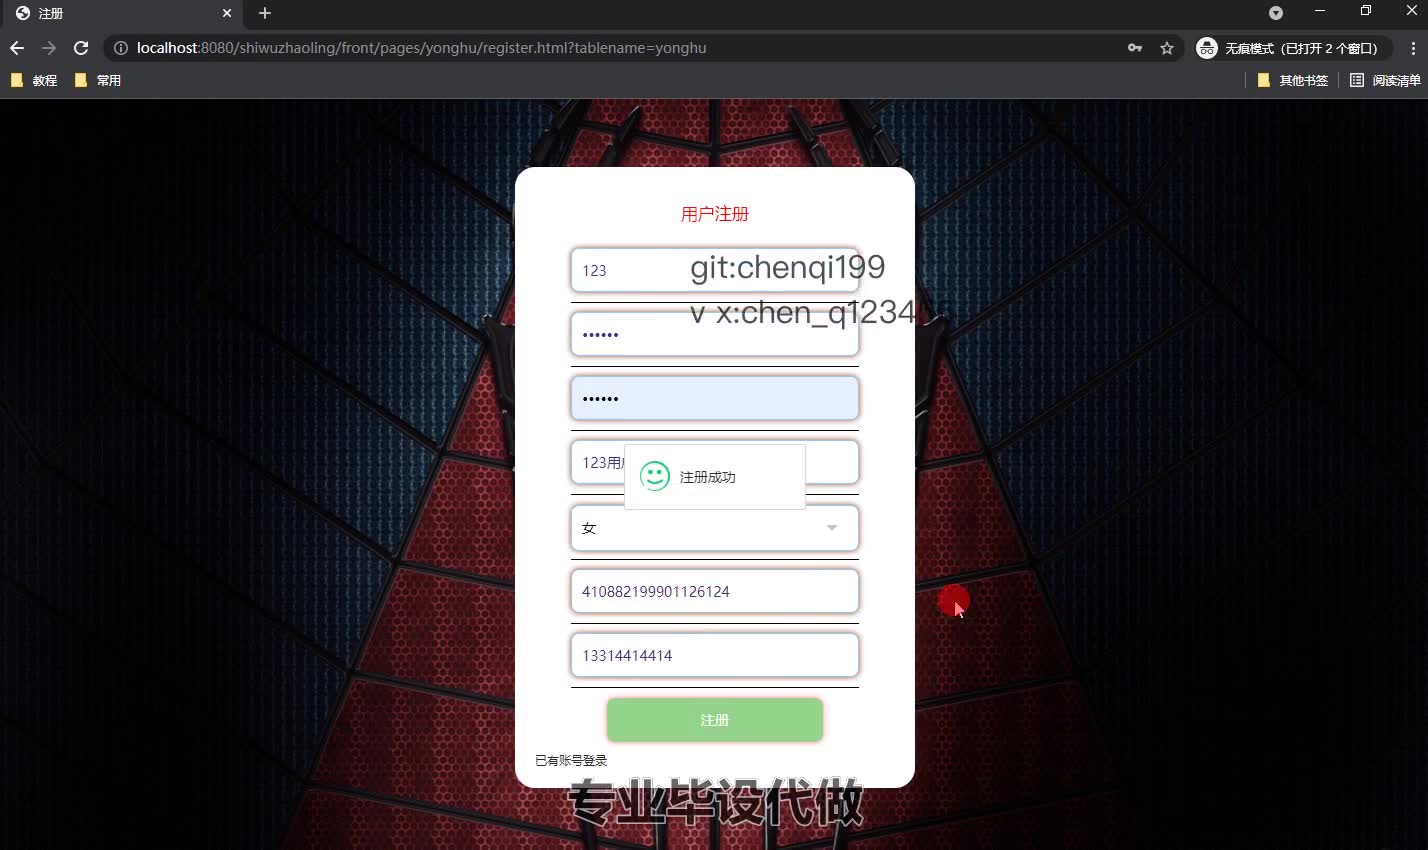 注册
localhost:8080/shiwuzhaoling/front/pages/yonghu/register.html?tablename=yonghu
无痕模式（已打开 2 个窗口）
教程
常用
其他书签
阅读清单
用户注册
123
git:chenqi199
v x:chen_q1234
••••••
••••••
123用
注册成功
女
410882199901126124
13314414414
注册
已有账号登录
专业毕设代做